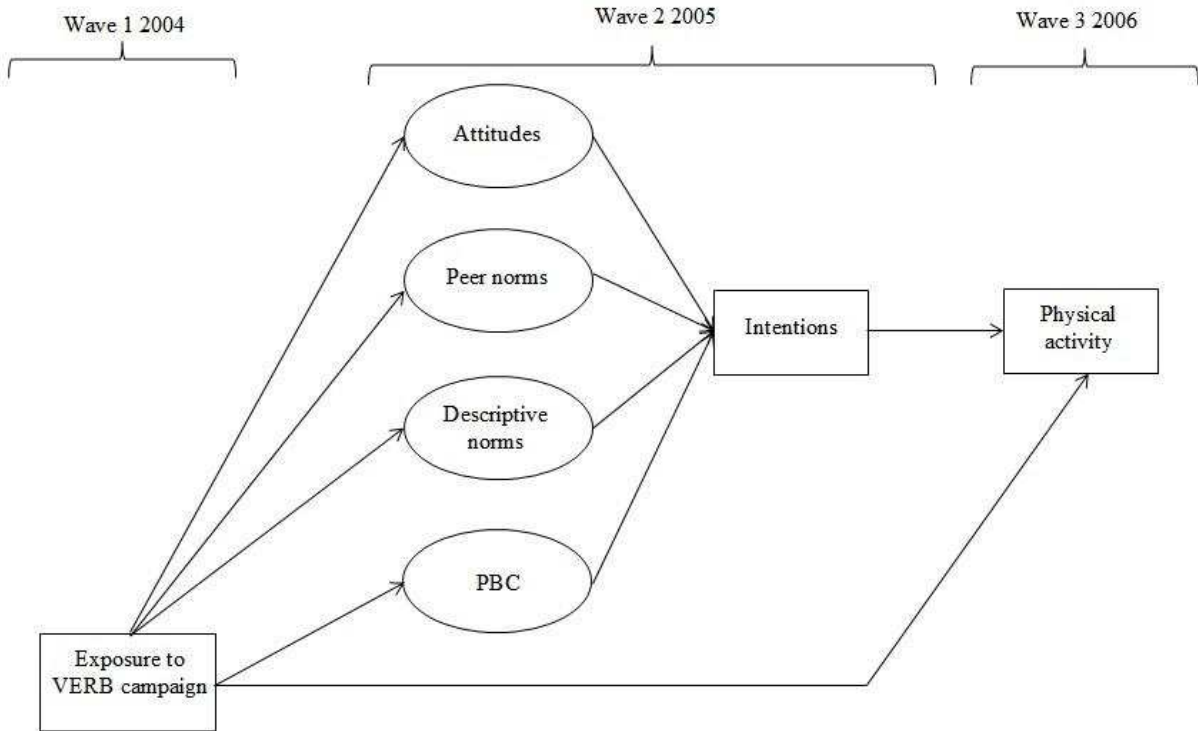 Wave 1 2004
Wave 2 2005
Wave 3 2006
Attitudes
Peer norms
Intentions
Physical
activity
Descriptive
norms
PBC
Exposure to
VERB campaign